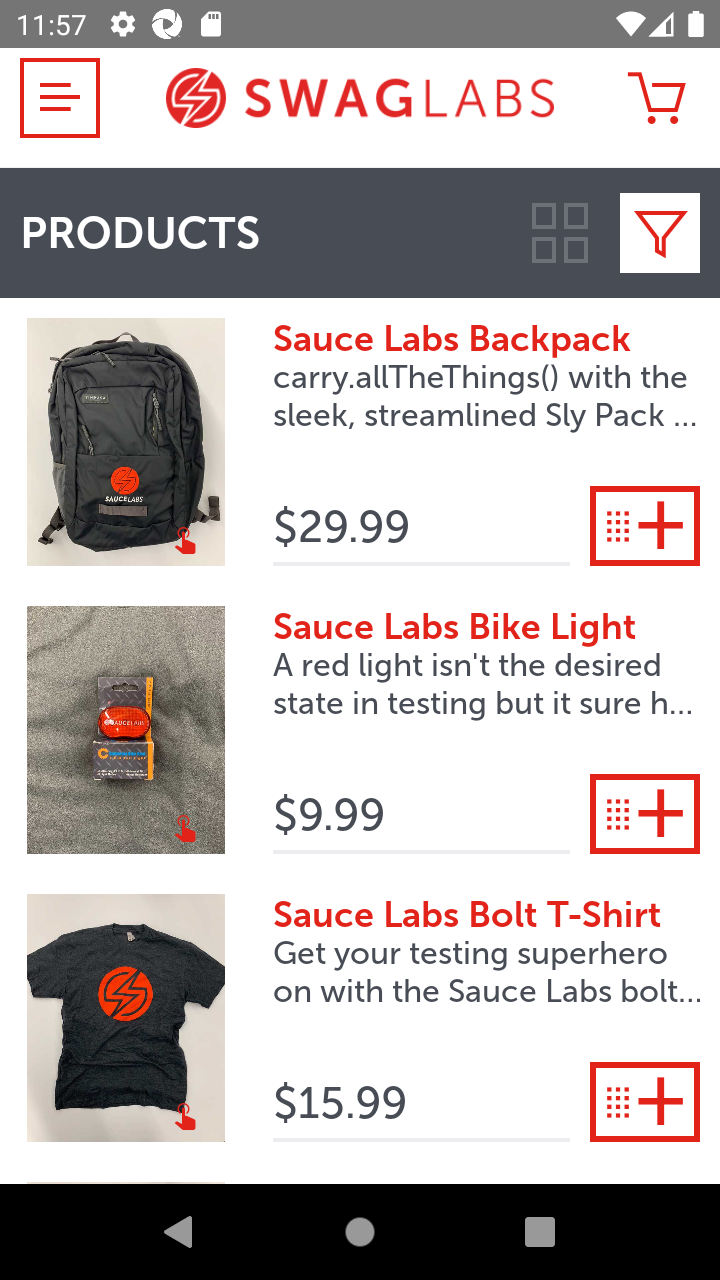 11:57
SWAGLABS
PRODUCTS
Sauce Labs Backpack
carry.allTheThings() with the
sleek, streamlined Sly Pack ...
SAUCELABS
$29.99
Sauce Labs Bike Light
A red light isn't the desired
state in testing but it sure h...
SAUCELABS
$9.99
Sauce Labs Bolt T-Shirt
Get your testing superhero
on with the Sauce Labs bolt...
$15.99